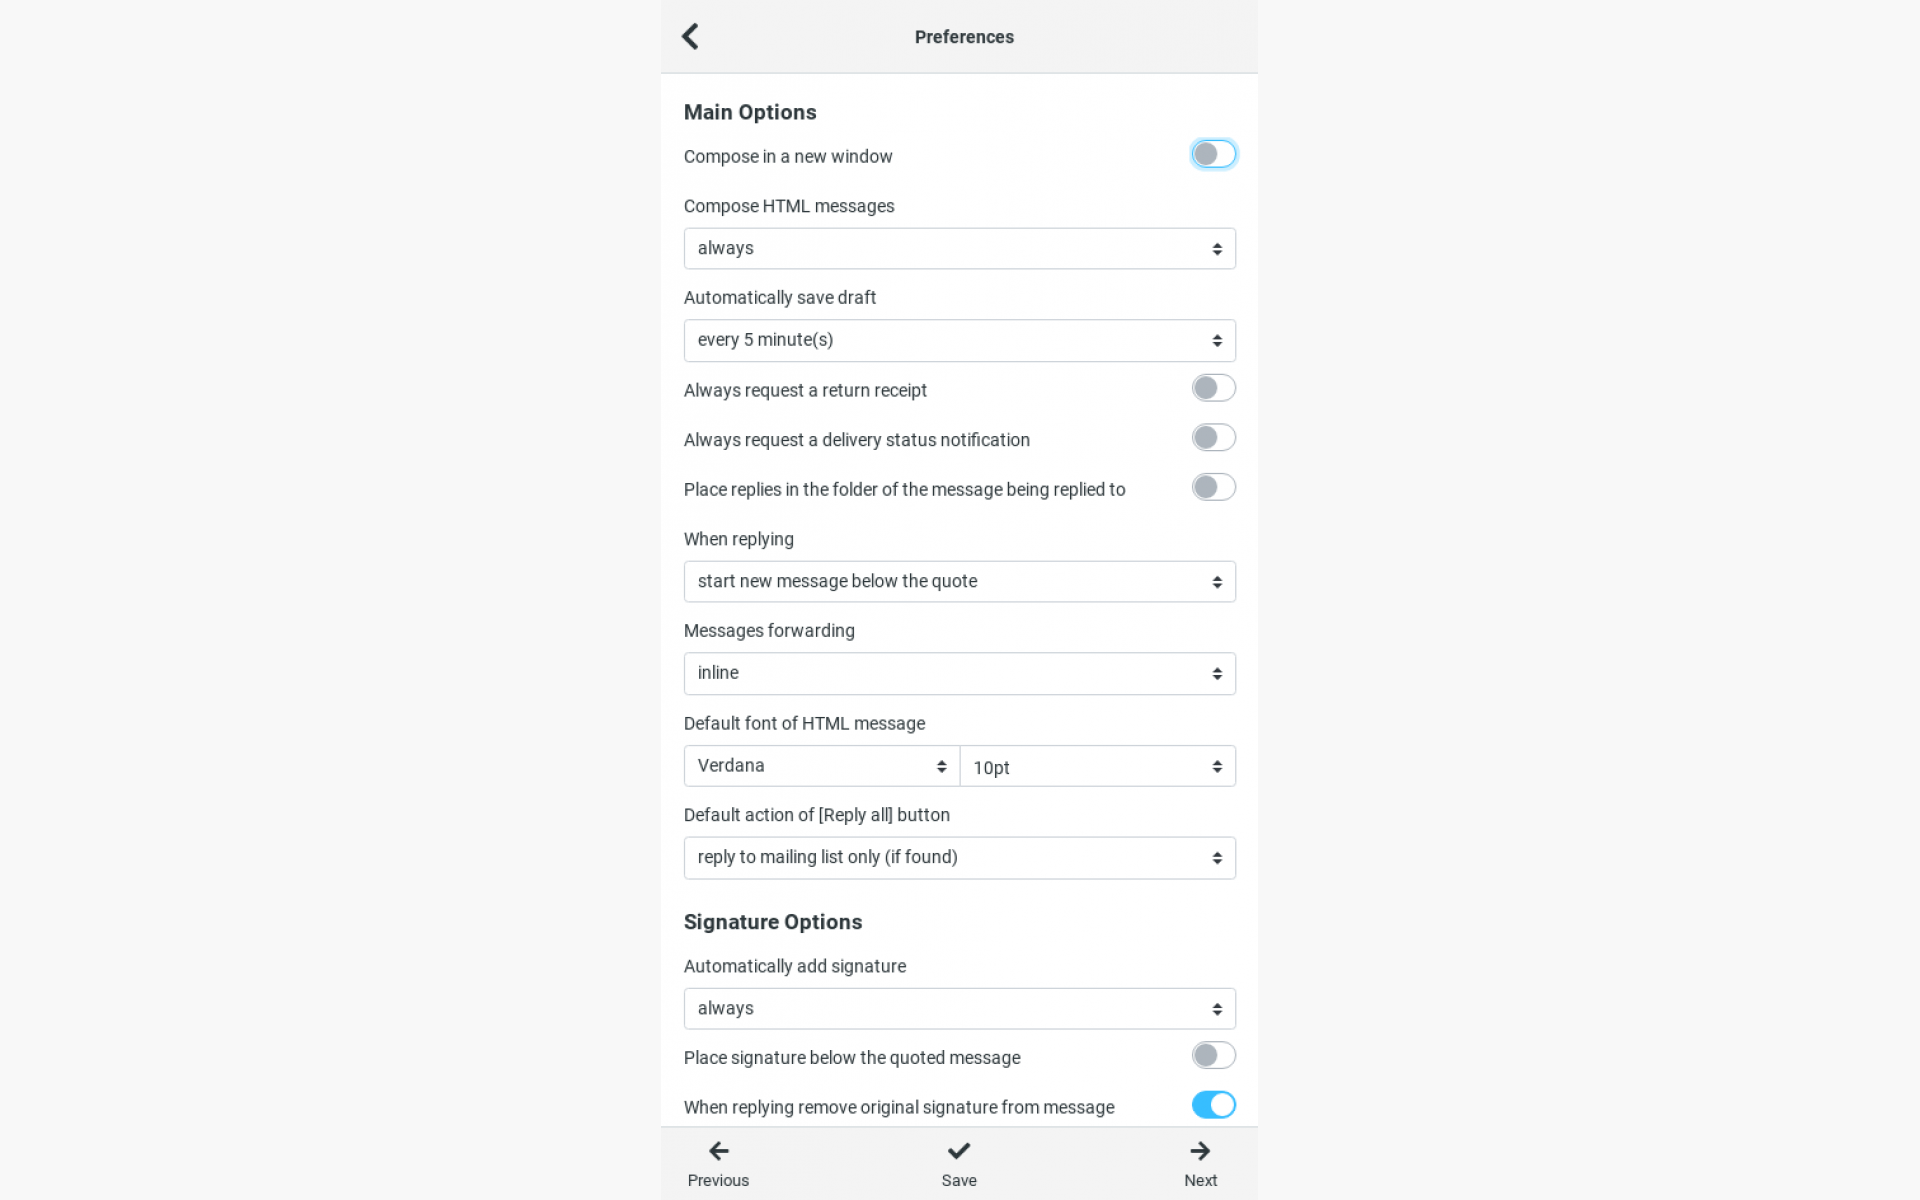 Preferences
Main Options
Compose in a new window
Compose HTML messages
always
Automatically save draft
every 5 minute(s)
Always request a return receipt
Always request a delivery status notification
Place replies in the folder of the message being replied to
When replying
start new message below the quote
Messages forwarding
inline
Default font of HTML message
Verdana 10pt
Default action of [Reply all] button
reply to mailing list only (if found)
Signature Options
Automatically add signature
always
Place signature below the quoted message
When replying remove original signature from message
Previous Save Next